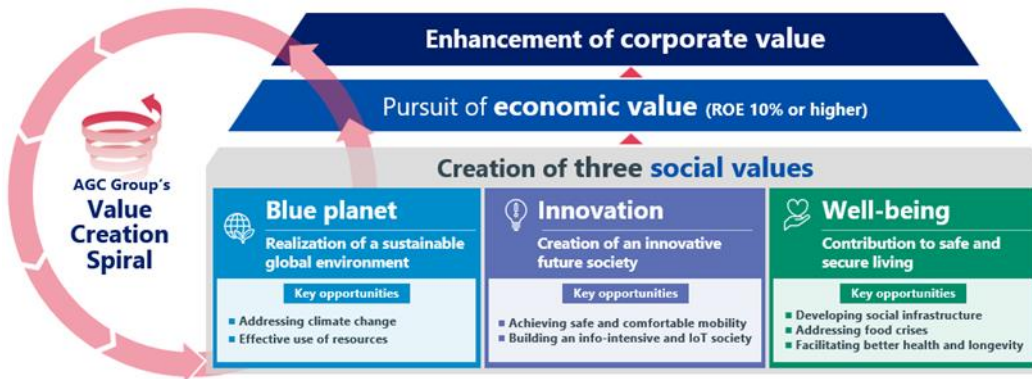 Enhancement of corporate value
Pursuit of economic value (ROE 10% or higher)
AGC Group's
Value
Creation
Spiral
Creation of three social values
Blue planet
Realization of a sustainable
global environment
Key opportunities
■ Addressing climate change
■ Effective use of resources
Innovation
Creation of an innovative
future society
Key opportunities
■ Achieving safe and comfortable mobility
■ Building an info-intensive and IoT society
Well-being
Contribution to safe and
secure living
Key opportunities
■ Developing social infrastructure
■ Addressing food crises
■ Facilitating better health and longevity